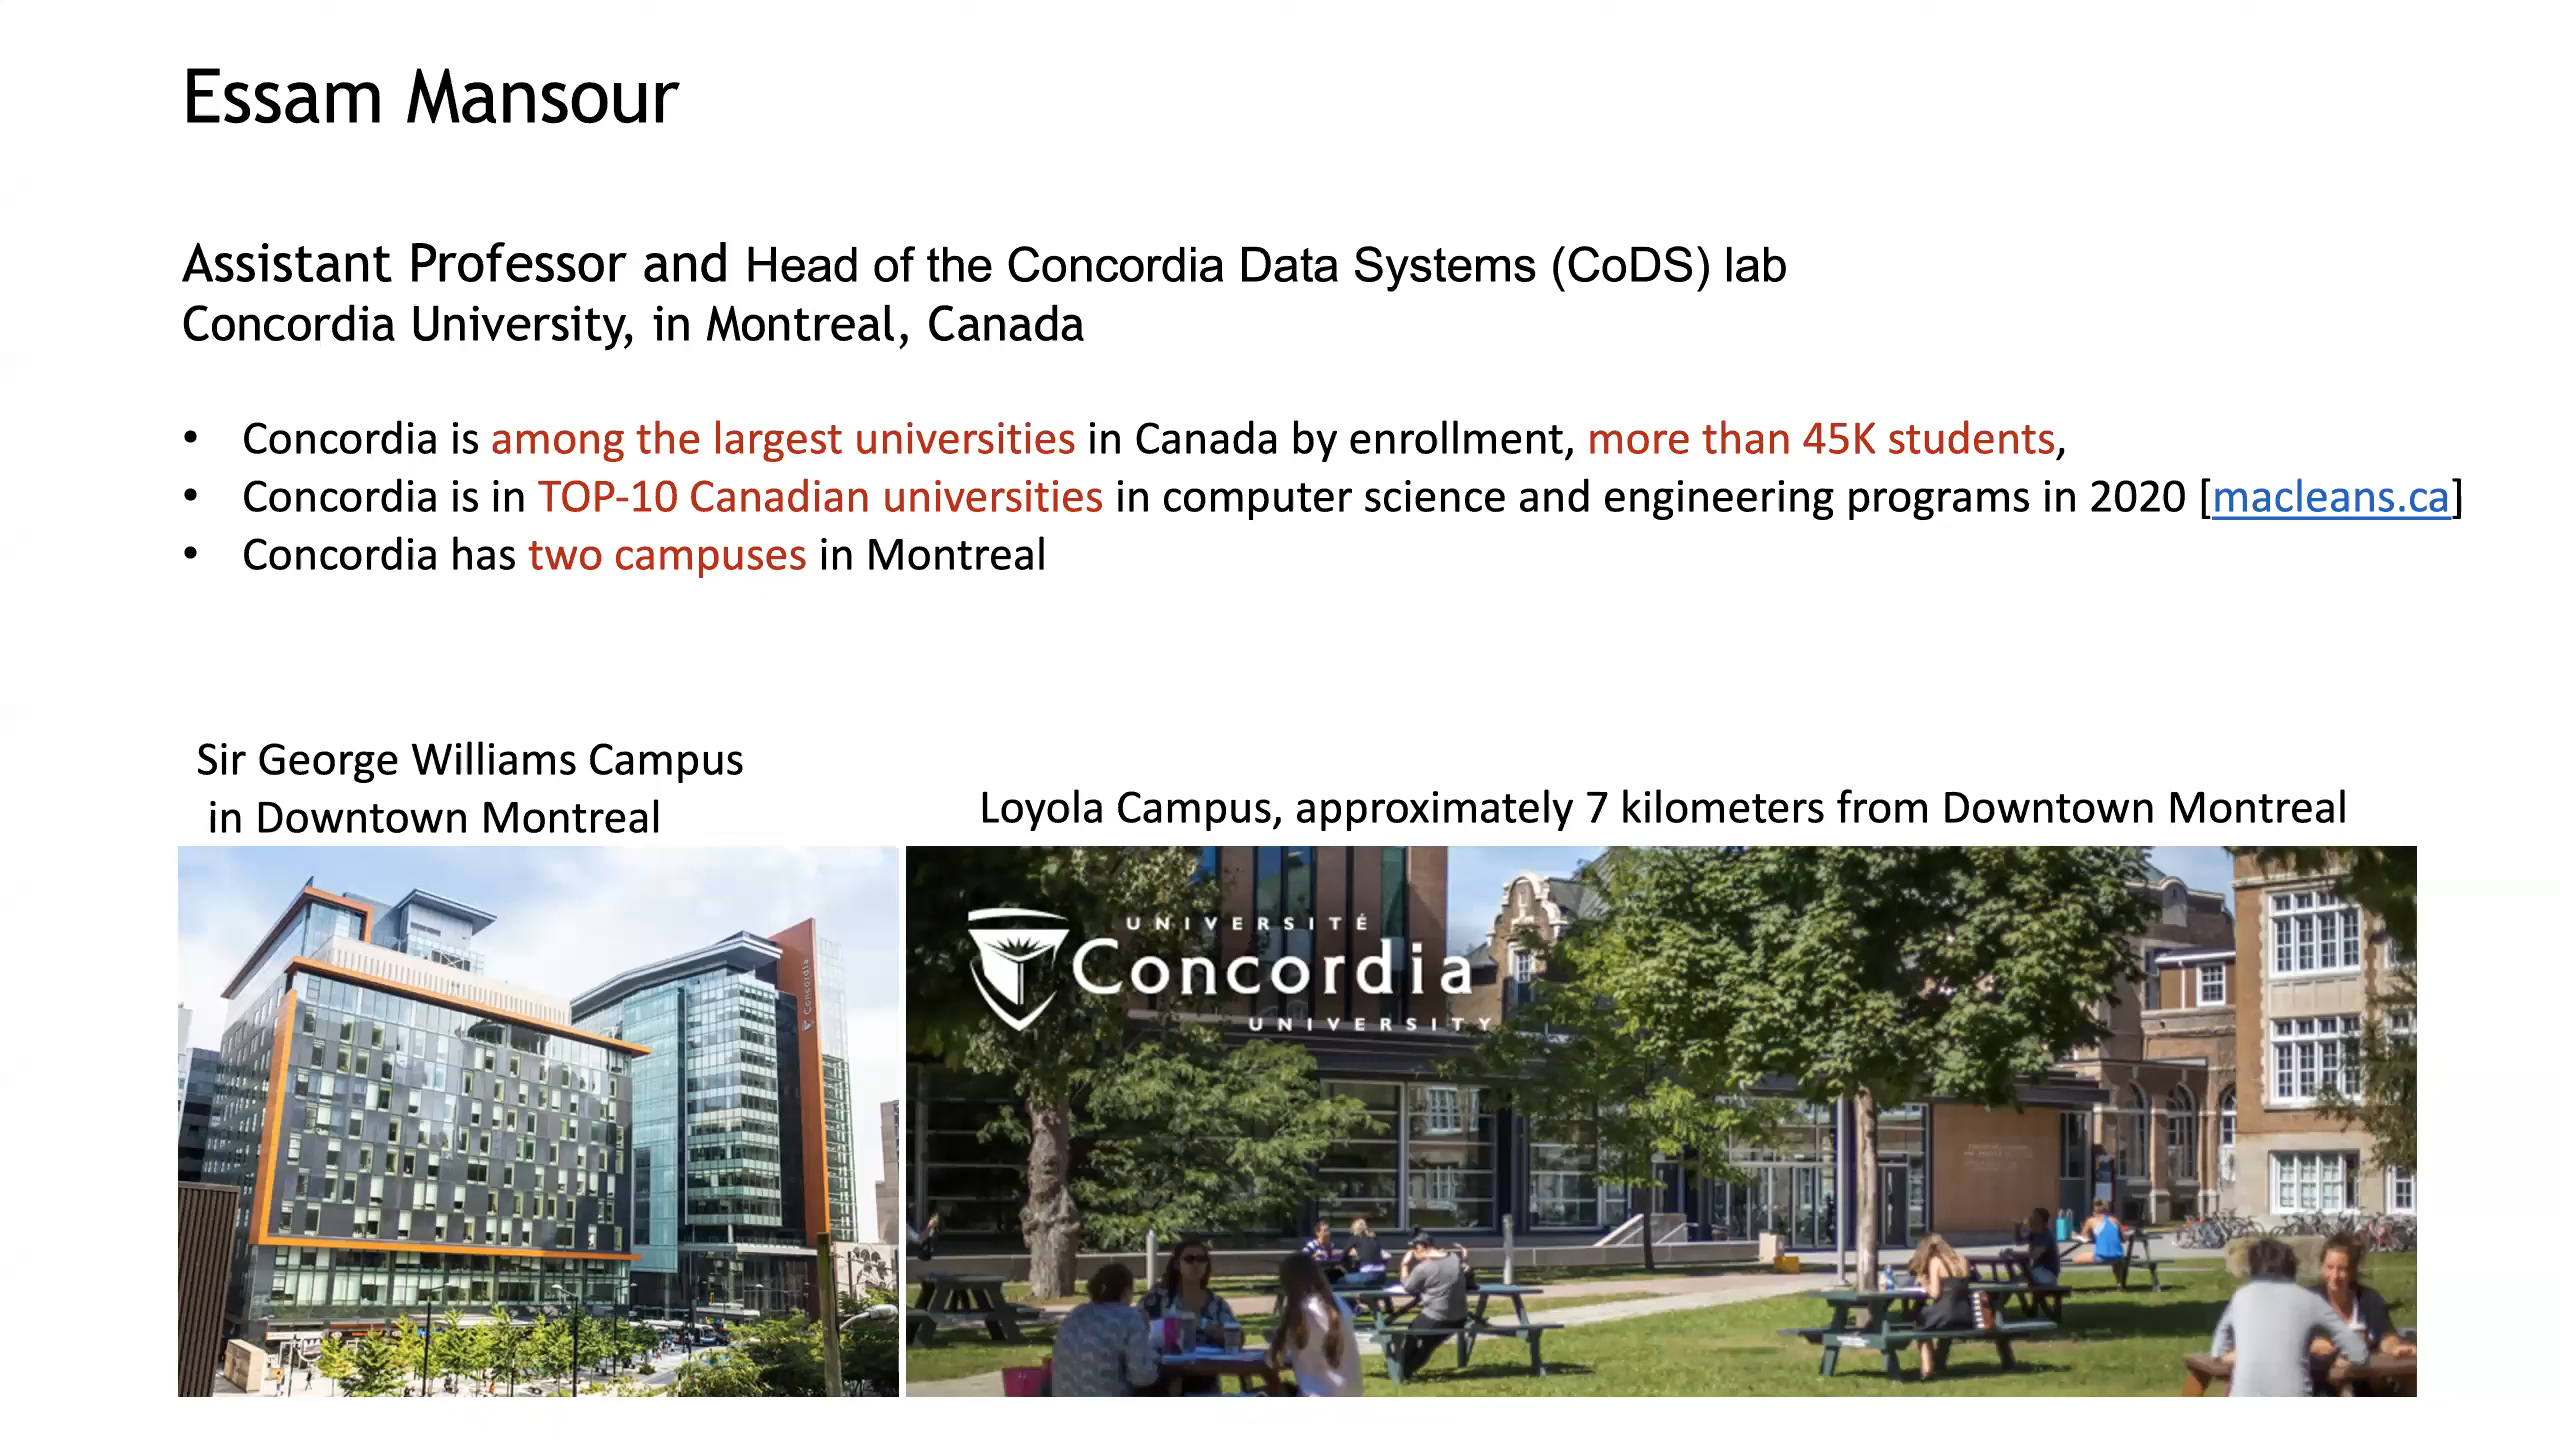 Essam Mansour
Assistant Professor and Head of the Concordia Data Systems (CoDS) lab
Concordia University, in Montreal, Canada
• Concordia is among the largest universities in Canada by enrollment, more than 45K students,
• Concordia is in TOP-10 Canadian universities in computer science and engineering programs in 2020 [macleans.ca]
• Concordia has two campuses in Montreal
Sir George Williams Campus
in Downtown Montreal
Loyola Campus, approximately 7 kilometers from Downtown Montreal
Concordia
UNIVERSITÉ
Concordia
UNIVERSITY